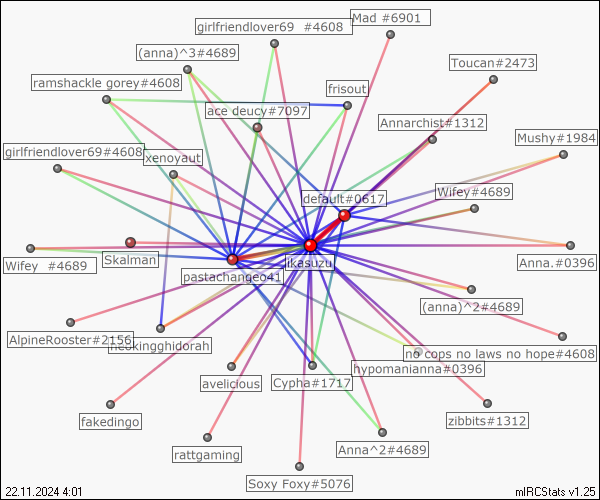 Mad #6901
girlfriendlover69 #4608
(anna)^3#4689
Toucan#2473
ramshackle gorey#4608
frisout
ace deucy#7097
Annarchist#1312
Mushy#1984
girlfriendlover69#4608
xenoyaut
Wifey#4689
default#0617
Skalman
Wifey #4689
ikasuzu
Anna.#0396
pastachangeo41
(anna)^2#4689
AlpineRooster#2156
neokingghidorah
no cops no laws no hope#4608
hypomanianna#0396
avelicious
Cypha#1717
fakedingo
zibbits#1312
Anna^2#4689
rattgaming
Soxy Foxy#5076
22.11.2024 4:01
mIRCStats v1.25